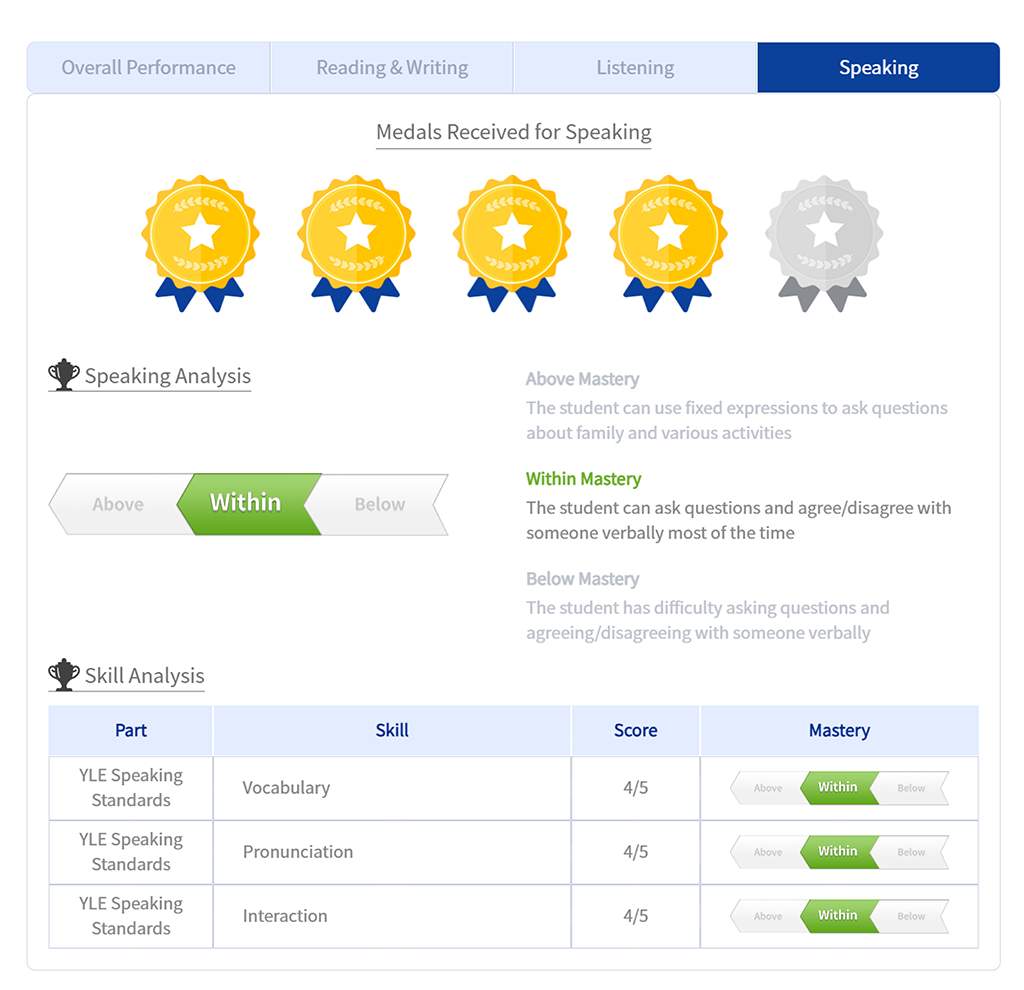 Overall Performance
Reading & Writing
Listening
Speaking
Medals Received for Speaking
Speaking Analysis
Above
Within
Below
Above Mastery
The student can use fixed expressions to ask questions
about family and various activities
Within Mastery
The student can ask questions and agree/disagree with
someone verbally most of the time
Below Mastery
The student has difficulty asking questions and
agreeing/disagreeing with someone verbally
Skill Analysis
Part
Skill
Score
Mastery
YLE Speaking
Standards
Vocabulary
4/5
Above
Within
Below
YLE Speaking
Standards
Pronunciation
4/5
Above
Within
Below
YLE Speaking
Standards
Interaction
4/5
Above
Within
Below